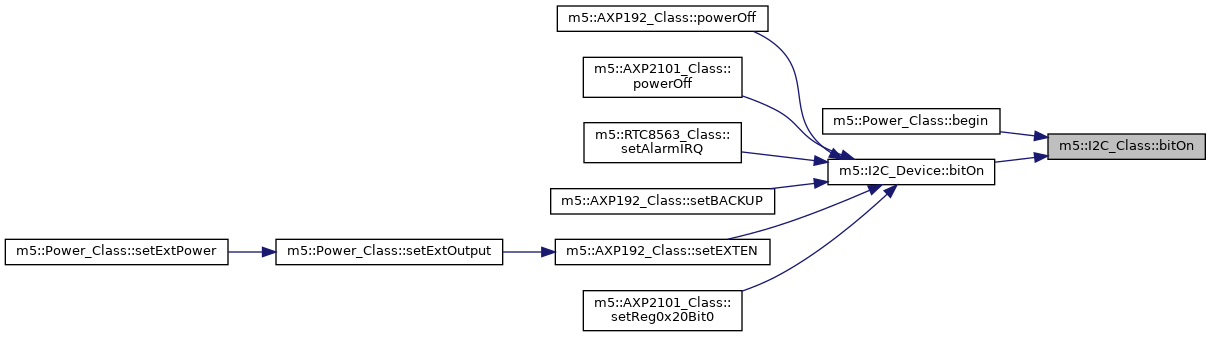 m5::AXP192_Class::powerOff
m5::AXP2101_Class::
powerOff
m5::Power_Class::begin
m5::RTC8563_Class::
setAlarmIRQ
m5::I2C_Class::bitOn
m5::I2C_Device::bitOn
m5::AXP192_Class::setBACKUP
m5::Power_Class::setExtPower
m5::Power_Class::setExtOutput
m5::AXP192_Class::setEXTEN
m5::AXP2101_Class::
setReg0x20Bit0